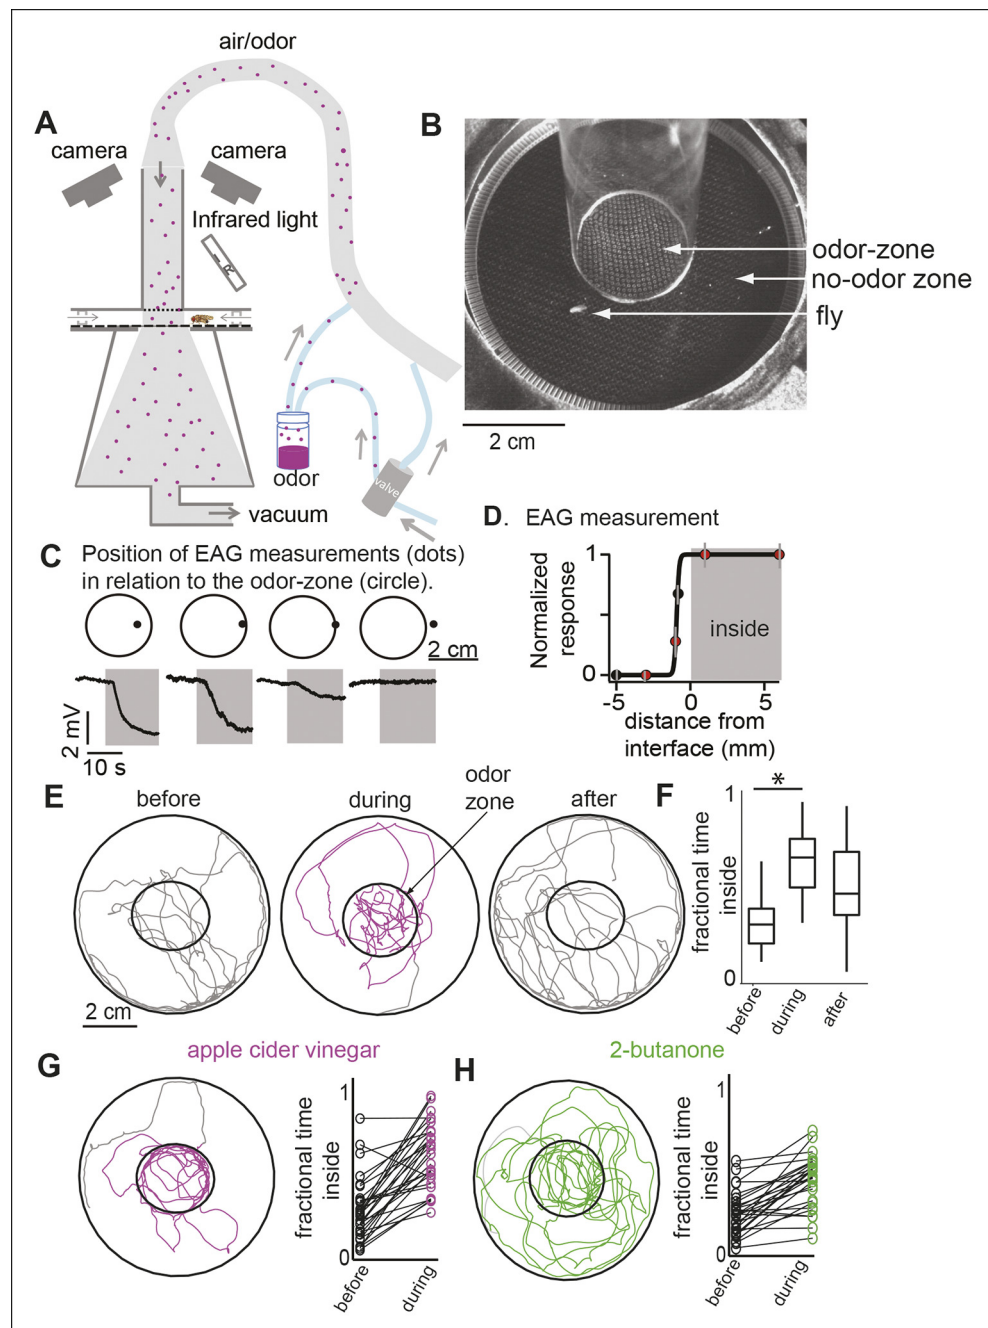 air/odor
A
camera
camera
Infrared light
IR
odor
valve
vacuum
B
odor-zone
no-odor zone
fly
2 cm
C
Position of EAG measurements (dots)
in relation to the odor-zone (circle).
2 cm
2 mV
10 s
D. EAG measurement
Normalized
response
1
0
inside
-5
0
5
distance from
interface (mm)
E
before
during
odor
zone
after
2 cm
F
fractional time
inside
1
0
*
before
during
after
G
apple cider vinegar
fractional time
inside
1
0
before
during
H
2-butanone
fractional time
inside
1
0
before
during